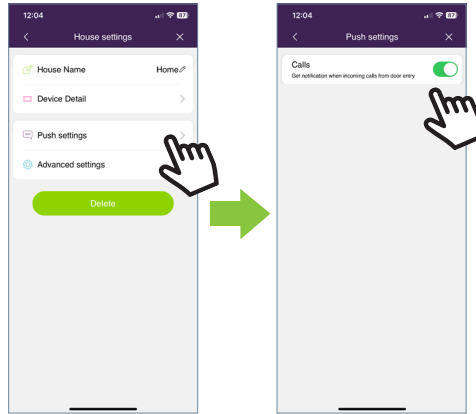 12:04
87
House settings
House Name
Home
Device Detail
Push settings
Advanced settings
Delete
12:04
87
Push settings
Calls
Get notification when incoming calls from door entry